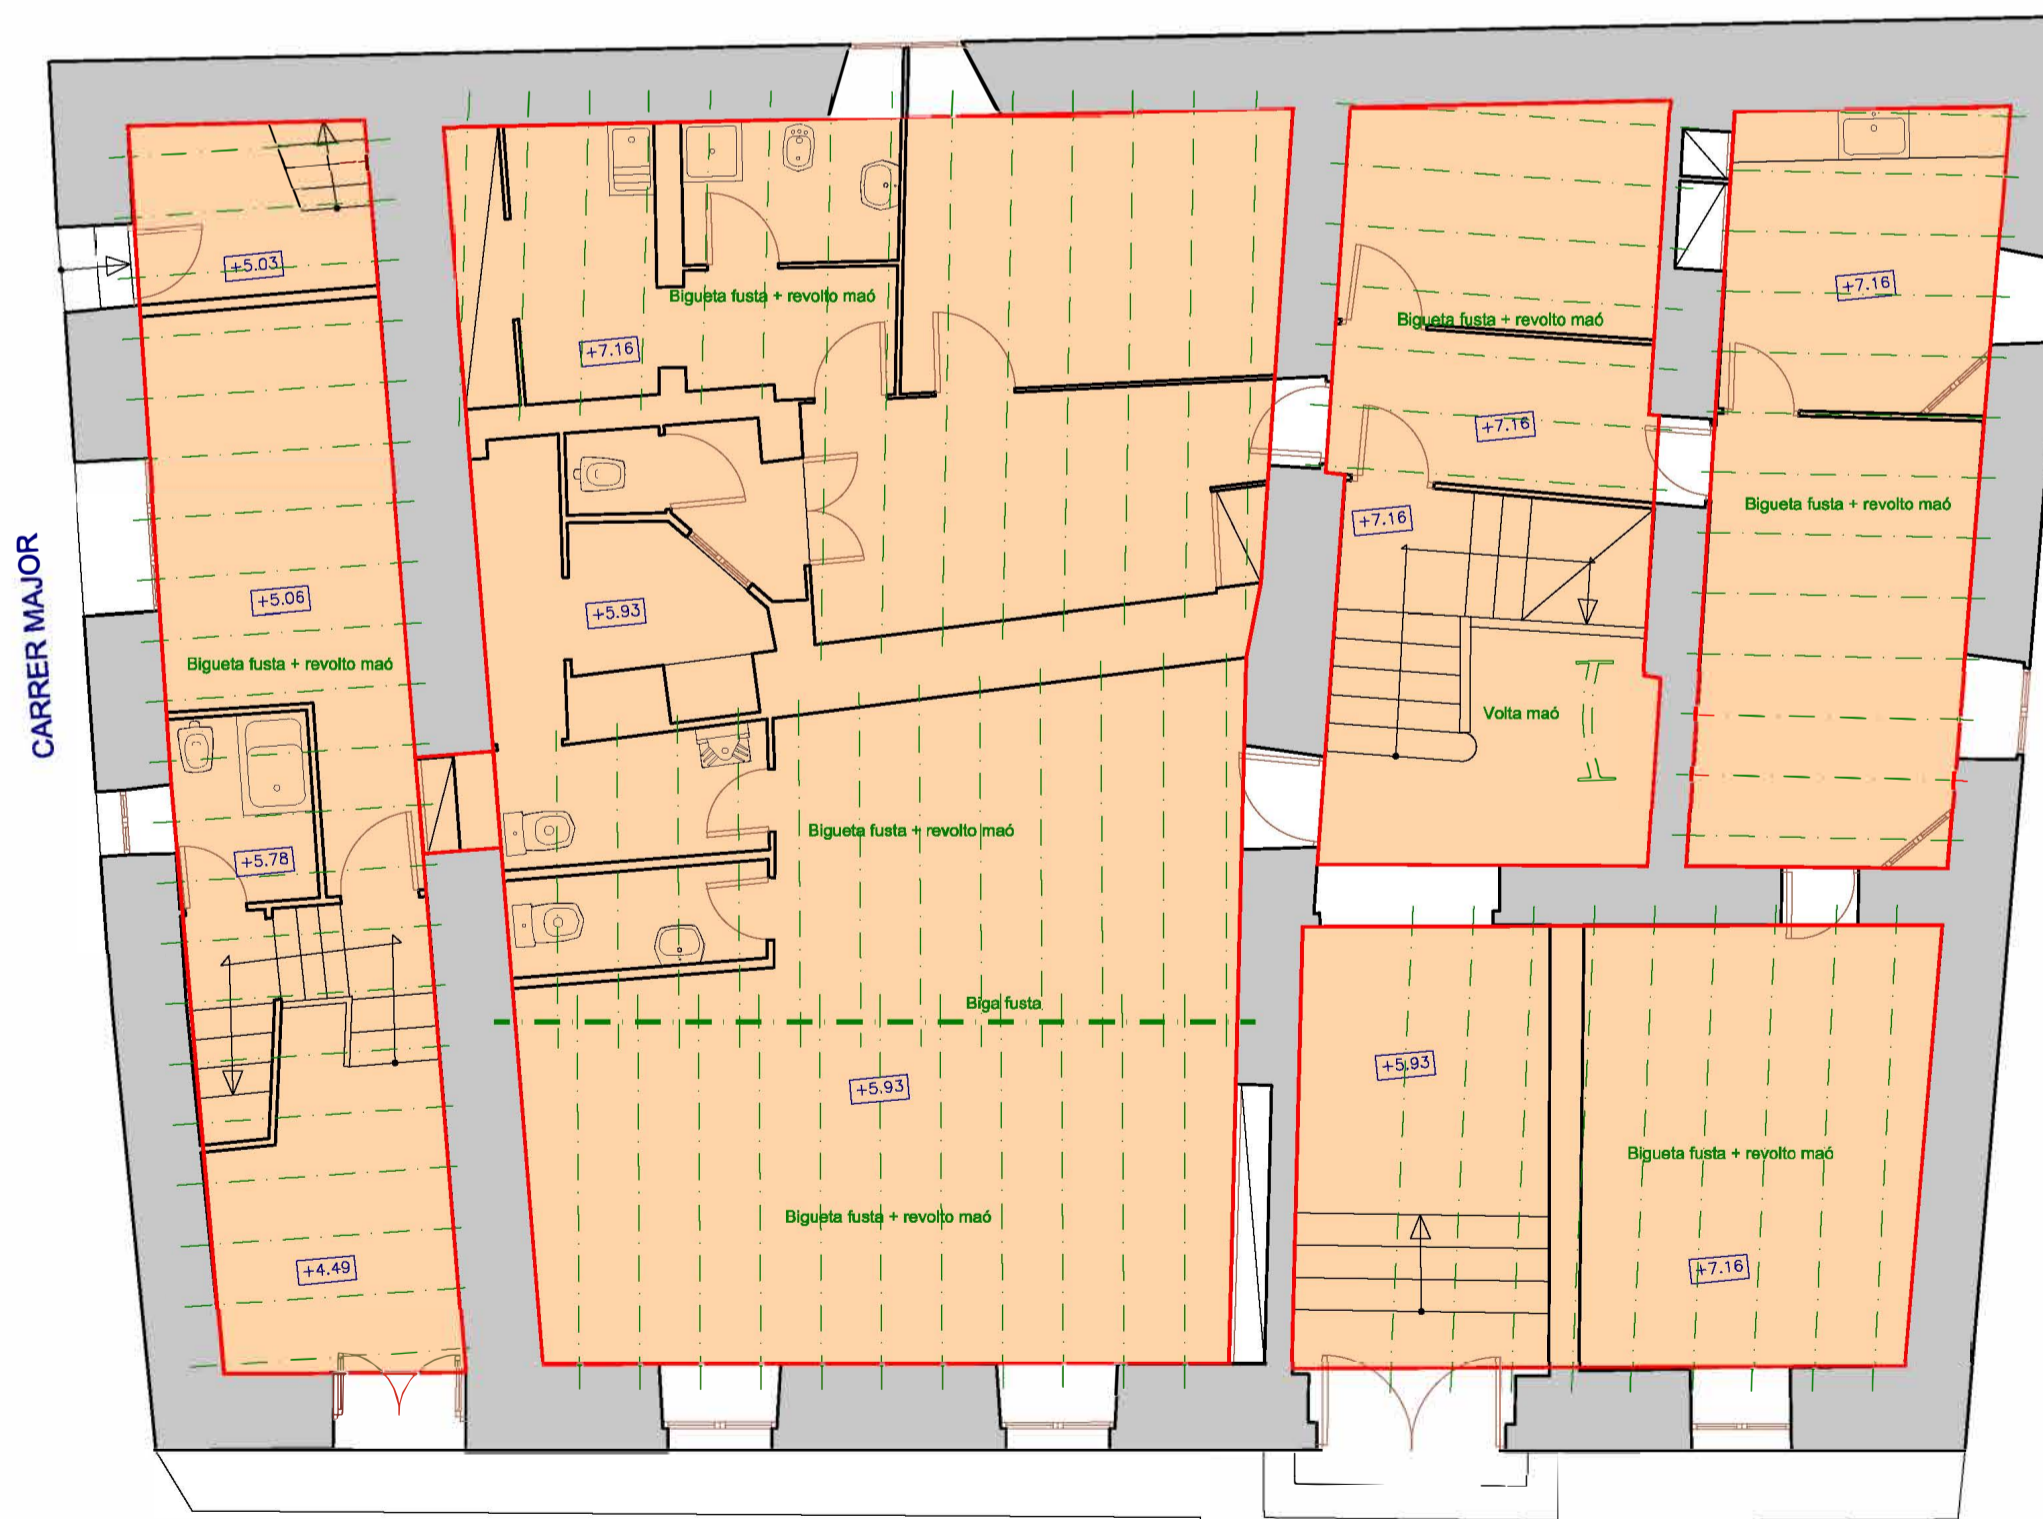 +5.03
+7.16
Bigueta fusta + revolto maó
+7.16
Bigueta fusta + revolto maó
+7.16
+7.16
Bigueta fusta + revolto maó
+7.16
CARRER MAJOR
+5.06
+5.93
Bigueta fusta + revolto maó
Volta maó
Bigueta fusta + revolto maó
+5.78
Biga fusta
+5.93
+5.93
Bigueta fusta + revolto maó
Bigueta fusta + revolto maó
+4.49
+7.16